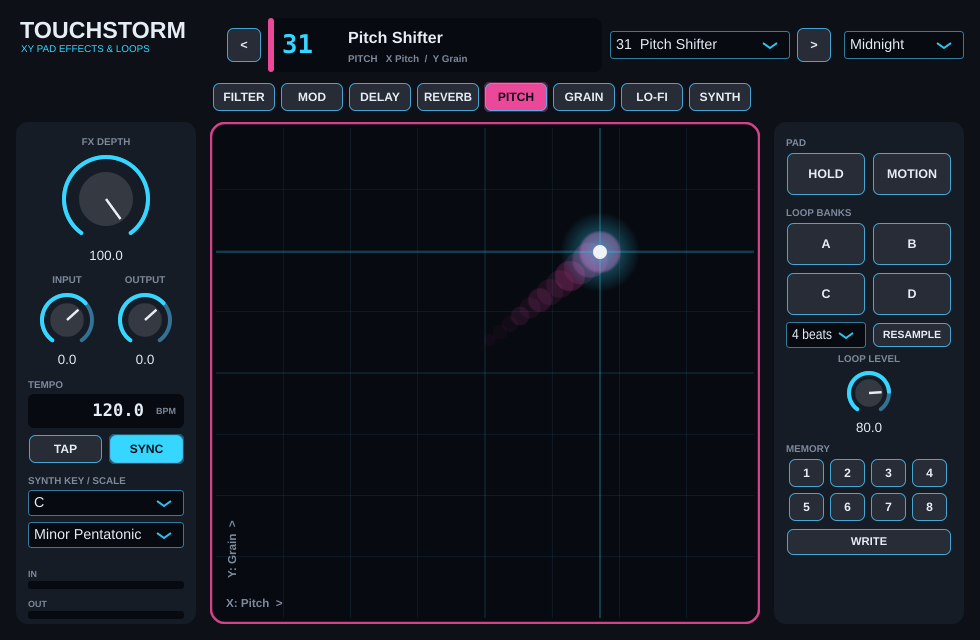 TOUCHSTORM
XY PAD EFFECTS & LOOPS
<
31
Pitch Shifter
PITCH X Pitch / Y Grain
31 Pitch Shifter
>
Midnight
FILTER
MOD
DELAY
REVERB
PITCH
GRAIN
LO-FI
SYNTH
FX DEPTH
100.0
INPUT
OUTPUT
0.0
0.0
TEMPO
120.0 BPM
TAP
SYNC
SYNTH KEY / SCALE
C
Minor Pentatonic
IN
OUT
Y: Grain >
X: Pitch >
PAD
HOLD
MOTION
LOOP BANKS
A
B
C
D
4 beats
RESAMPLE
LOOP LEVEL
80.0
MEMORY
1
2
3
4
5
6
7
8
WRITE